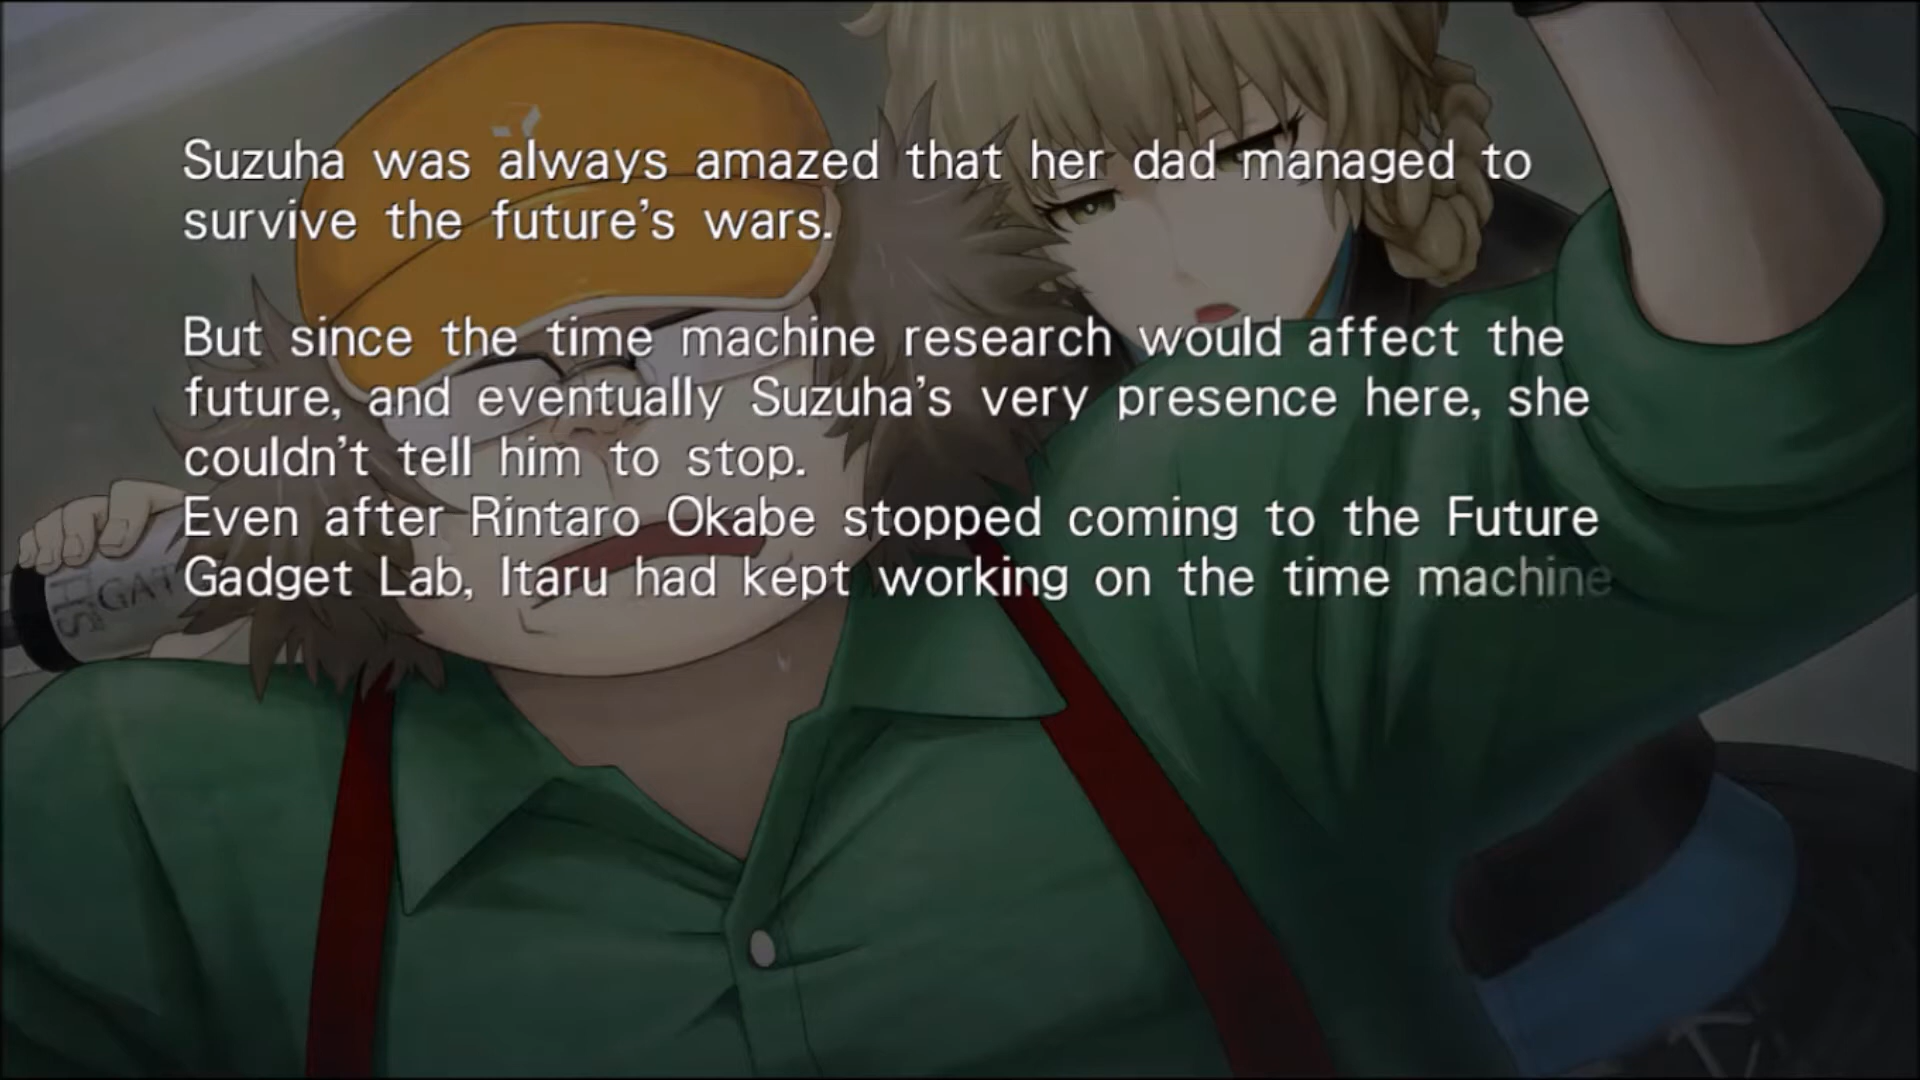 Suzuha was always amazed that her dad managed to
survive the future's wars.
But since the time machine research would affect the
future, and eventually Suzuha's very presence here, she
couldn't tell him to stop.
Even after Rintaro Okabe stopped coming to the Future
Gadget Lab, Itaru had kept working on the time machine